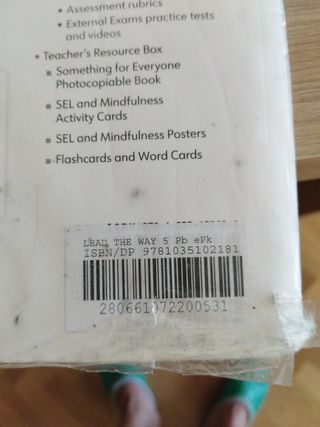 • Assessment rubrics
• External Exams practice tests
and videos
• Teacher's Resource Box
■ Something for Everyone
Photocopiable Book
■ SEL and Mindfulness
Activity Cards
■ SEL and Mindfulness Posters
■ Flashcards and Word Cards
LEAD THE WAY 5 Pb ePk
ISBN/DP 9781035102181
280661072200531